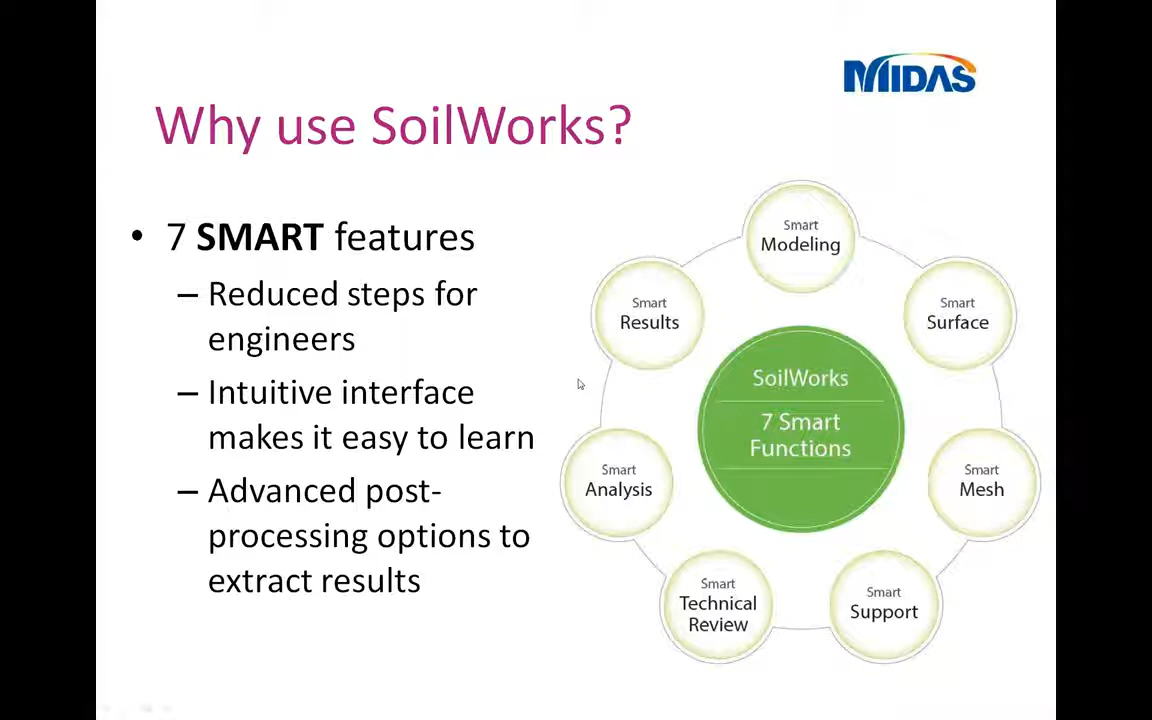 MIDAS
Why use SoilWorks?
• 7 SMART features
– Reduced steps for
engineers
– Intuitive interface
makes it easy to learn
– Advanced post-
processing options to
extract results
Smart
Modeling
Smart
Surface
Smart
Mesh
Smart
Support
Smart
Technical
Review
Smart
Analysis
Smart
Results
SoilWorks
7 Smart
Functions